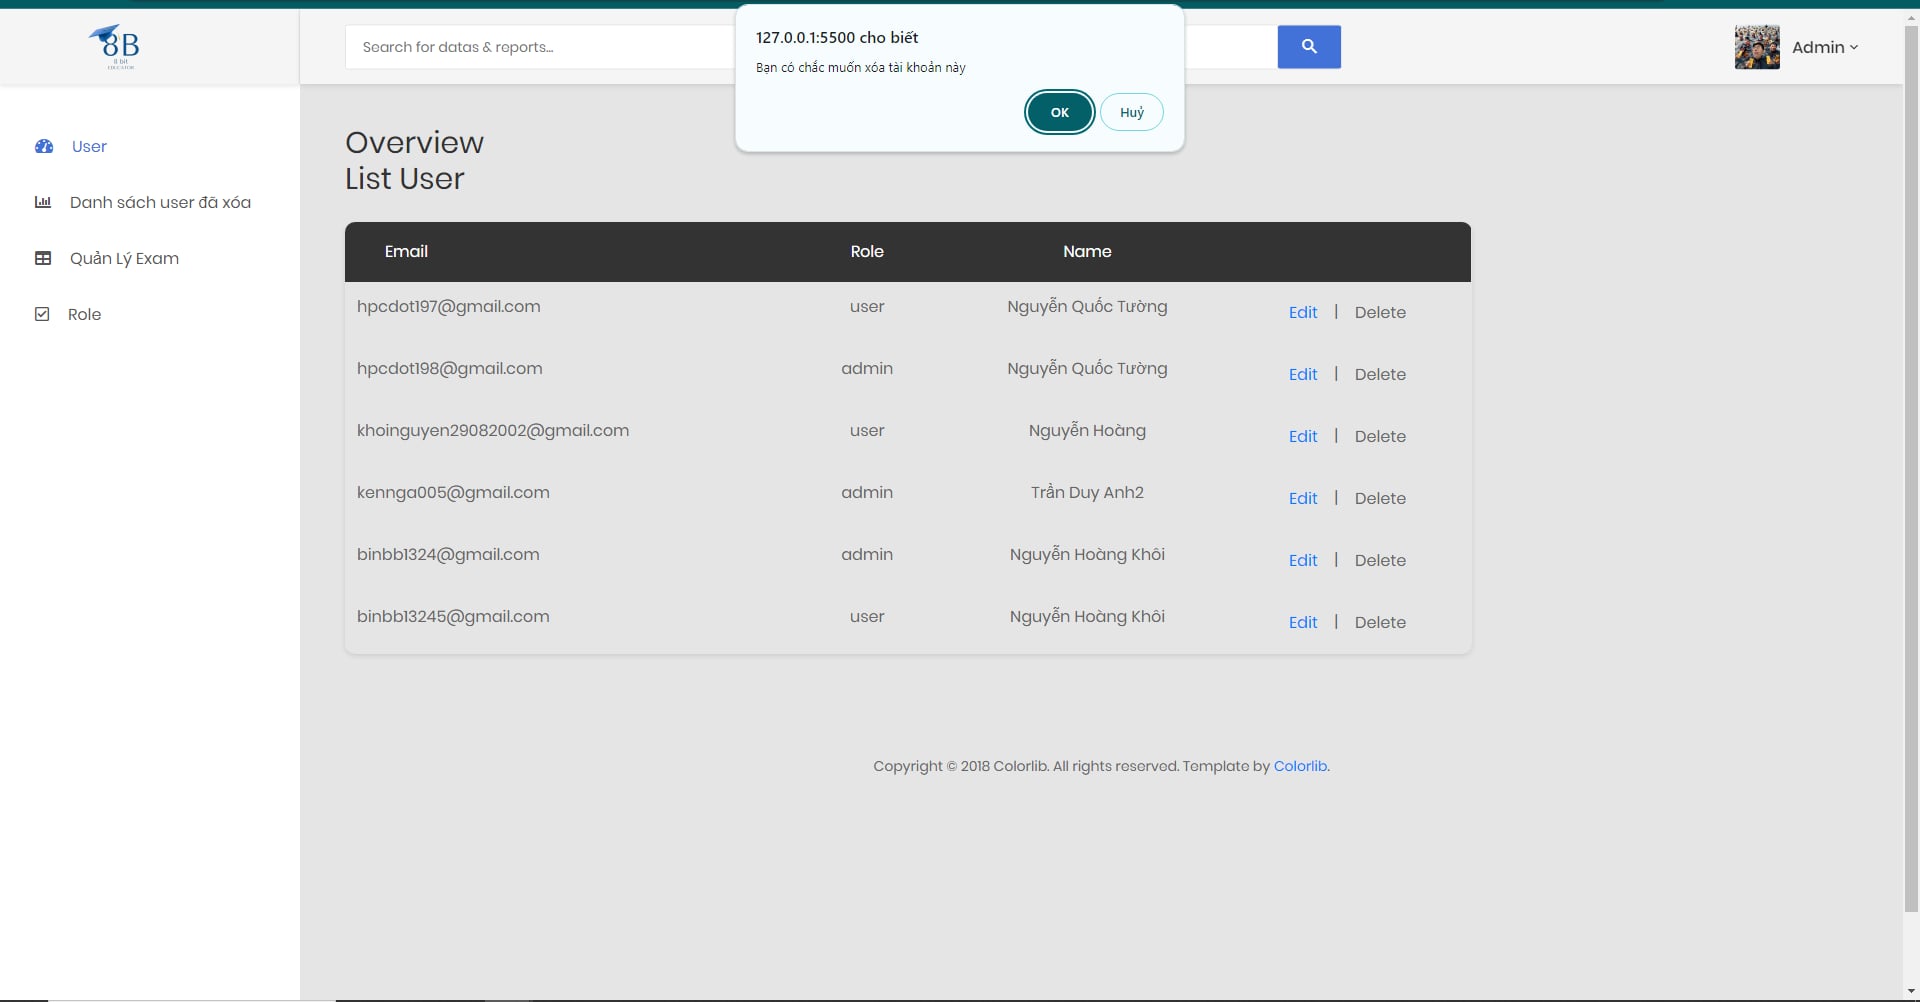 127.0.0.1:5500 cho biết
Bạn có chắc muốn xóa tài khoản này
OK Huỷ
8B
8 bit
EDUCATOR
Search for datas & reports...
Admin
User
Danh sách user đã xóa
Quản Lý Exam
Role
Overview
List User
Email Role Name
hpcdot197@gmail.com user Nguyễn Quốc Tường Edit | Delete
hpcdot198@gmail.com admin Nguyễn Quốc Tường Edit | Delete
khoinguyen29082002@gmail.com user Nguyễn Hoàng Edit | Delete
kennga005@gmail.com admin Trần Duy Anh2 Edit | Delete
binbb1324@gmail.com admin Nguyễn Hoàng Khôi Edit | Delete
binbb13245@gmail.com user Nguyễn Hoàng Khôi Edit | Delete
Copyright © 2018 Colorlib. All rights reserved. Template by Colorlib.